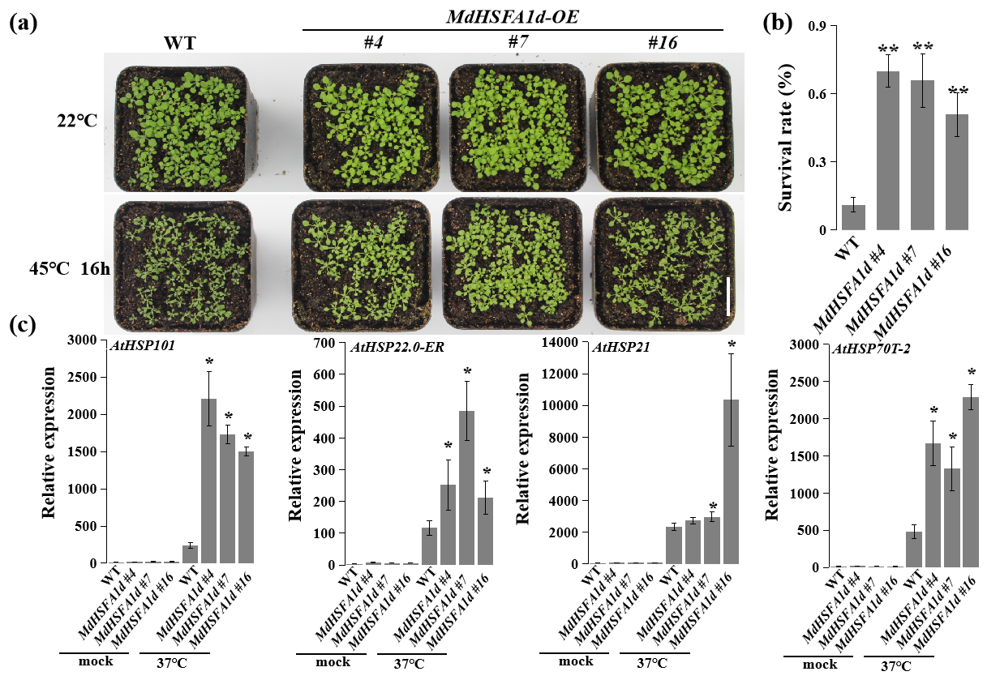 (a)
MdHSFA1d-OE
WT
#4
#7
#16
22°C
45°C 16h
(b)
Survival rate (%)
0.9
0.6
0.3
0
**
**
**
WT
MdHSFA1d #4
MdHSFA1d #7
MdHSFA1d #16
(c)
AtHSP101
Relative expression
3000
2500
2000
1500
1000
500
0
*
*
*
WT
MdHSFA1d #4
MdHSFA1d #7
MdHSFA1d #16
WT
MdHSFA1d #4
MdHSFA1d #7
MdHSFA1d #16
mock
37°C
AtHSP22.0-ER
Relative expression
700
600
500
400
300
200
100
0
*
*
*
WT
MdHSFA1d #4
MdHSFA1d #7
MdHSFA1d #16
WT
MdHSFA1d #4
MdHSFA1d #7
MdHSFA1d #16
mock
37°C
AtHSP21
Relative expression
14000
12000
10000
8000
6000
4000
2000
0
*
*
WT
MdHSFA1d #4
MdHSFA1d #7
MdHSFA1d #16
WT
MdHSFA1d #4
MdHSFA1d #7
MdHSFA1d #16
mock
37°C
AtHSP70T-2
Relative expression
3000
2500
2000
1500
1000
500
0
*
*
*
WT
MdHSFA1d #4
MdHSFA1d #7
MdHSFA1d #16
WT
MdHSFA1d #4
MdHSFA1d #7
MdHSFA1d #16
mock
37°C